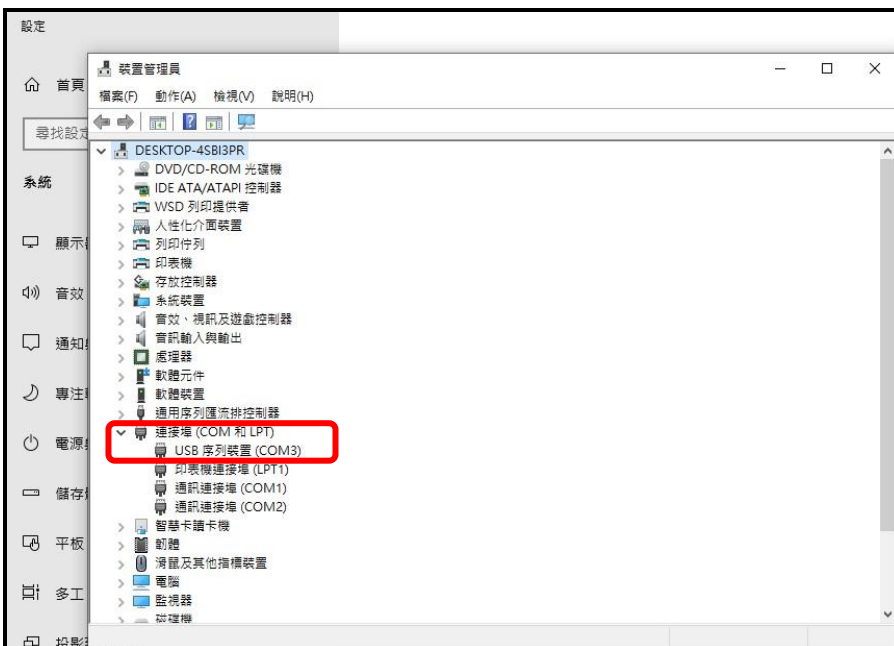 設定
首頁
尋找設定
系統
顯示
音效
通知
專注
電源
儲存
平板
多工
投影
裝置管理員
檔案(F) 動作(A) 檢視(V) 說明(H)
DESKTOP-4SBI3PR
DVD/CD-ROM 光碟機
IDE ATA/ATAPI 控制器
WSD 列印提供者
人性化介面裝置
列印佇列
印表機
存放控制器
系統裝置
音效、視訊及遊戲控制器
音訊輸入與輸出
處理器
軟體元件
軟體裝置
通用序列匯流排控制器
連接埠 (COM 和 LPT)
USB 序列裝置 (COM3)
印表機連接埠 (LPT1)
通訊連接埠 (COM1)
通訊連接埠 (COM2)
智慧卡讀卡機
韌體
滑鼠及其他指標裝置
電腦
監視器
磁碟機